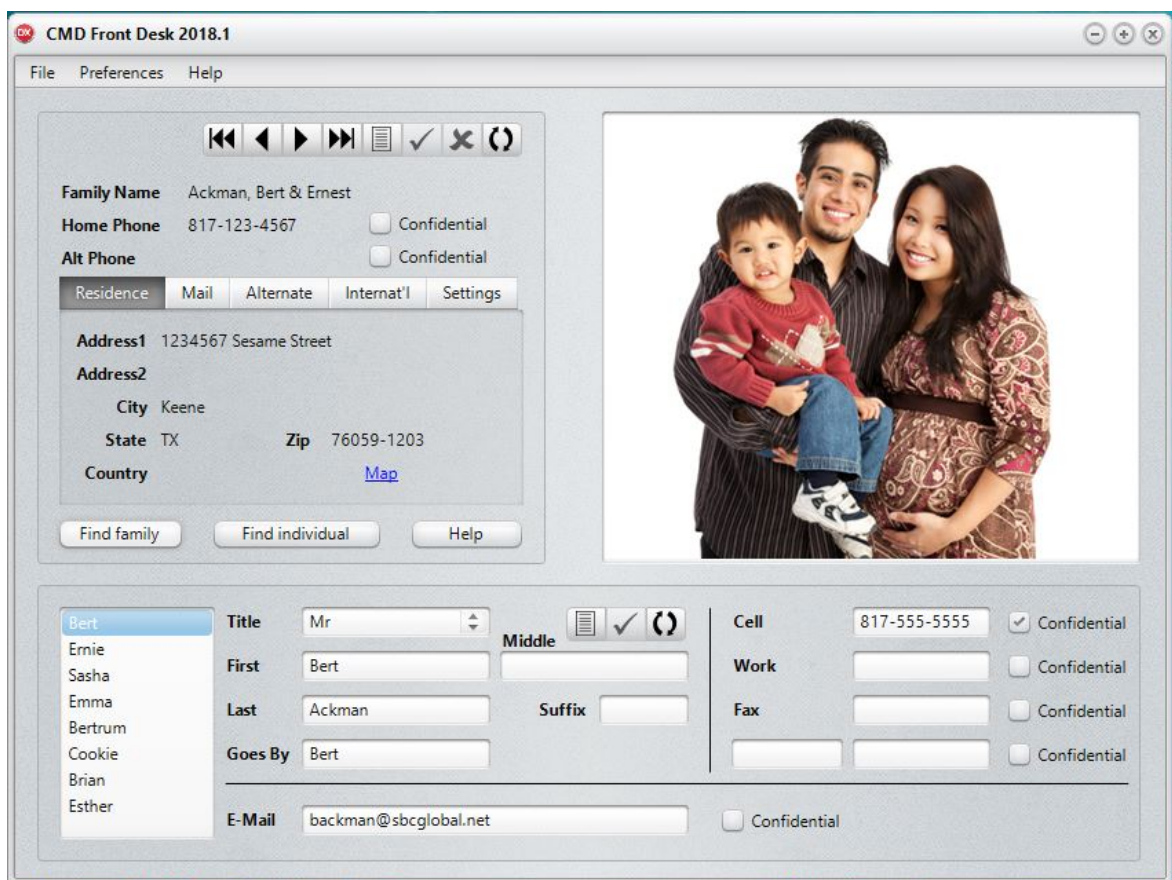 CMD Front Desk 2018.1
File Preferences Help
Family Name Ackman, Bert & Ernest
Home Phone 817-123-4567 Confidential
Alt Phone Confidential
Residence Mail Alternate Internat'l Settings
Address1 1234567 Sesame Street
Address2
City Keene
State TX Zip 76059-1203
Country Map
Find family Find individual Help
Bert
Ernie
Sasha
Emma
Bertrum
Cookie
Brian
Esther
Title Mr
Middle
First Bert
Last Ackman Suffix
Goes By Bert
Cell 817-555-5555 Confidential
Work Confidential
Fax Confidential
Confidential
E-Mail backman@sbcglobal.net Confidential